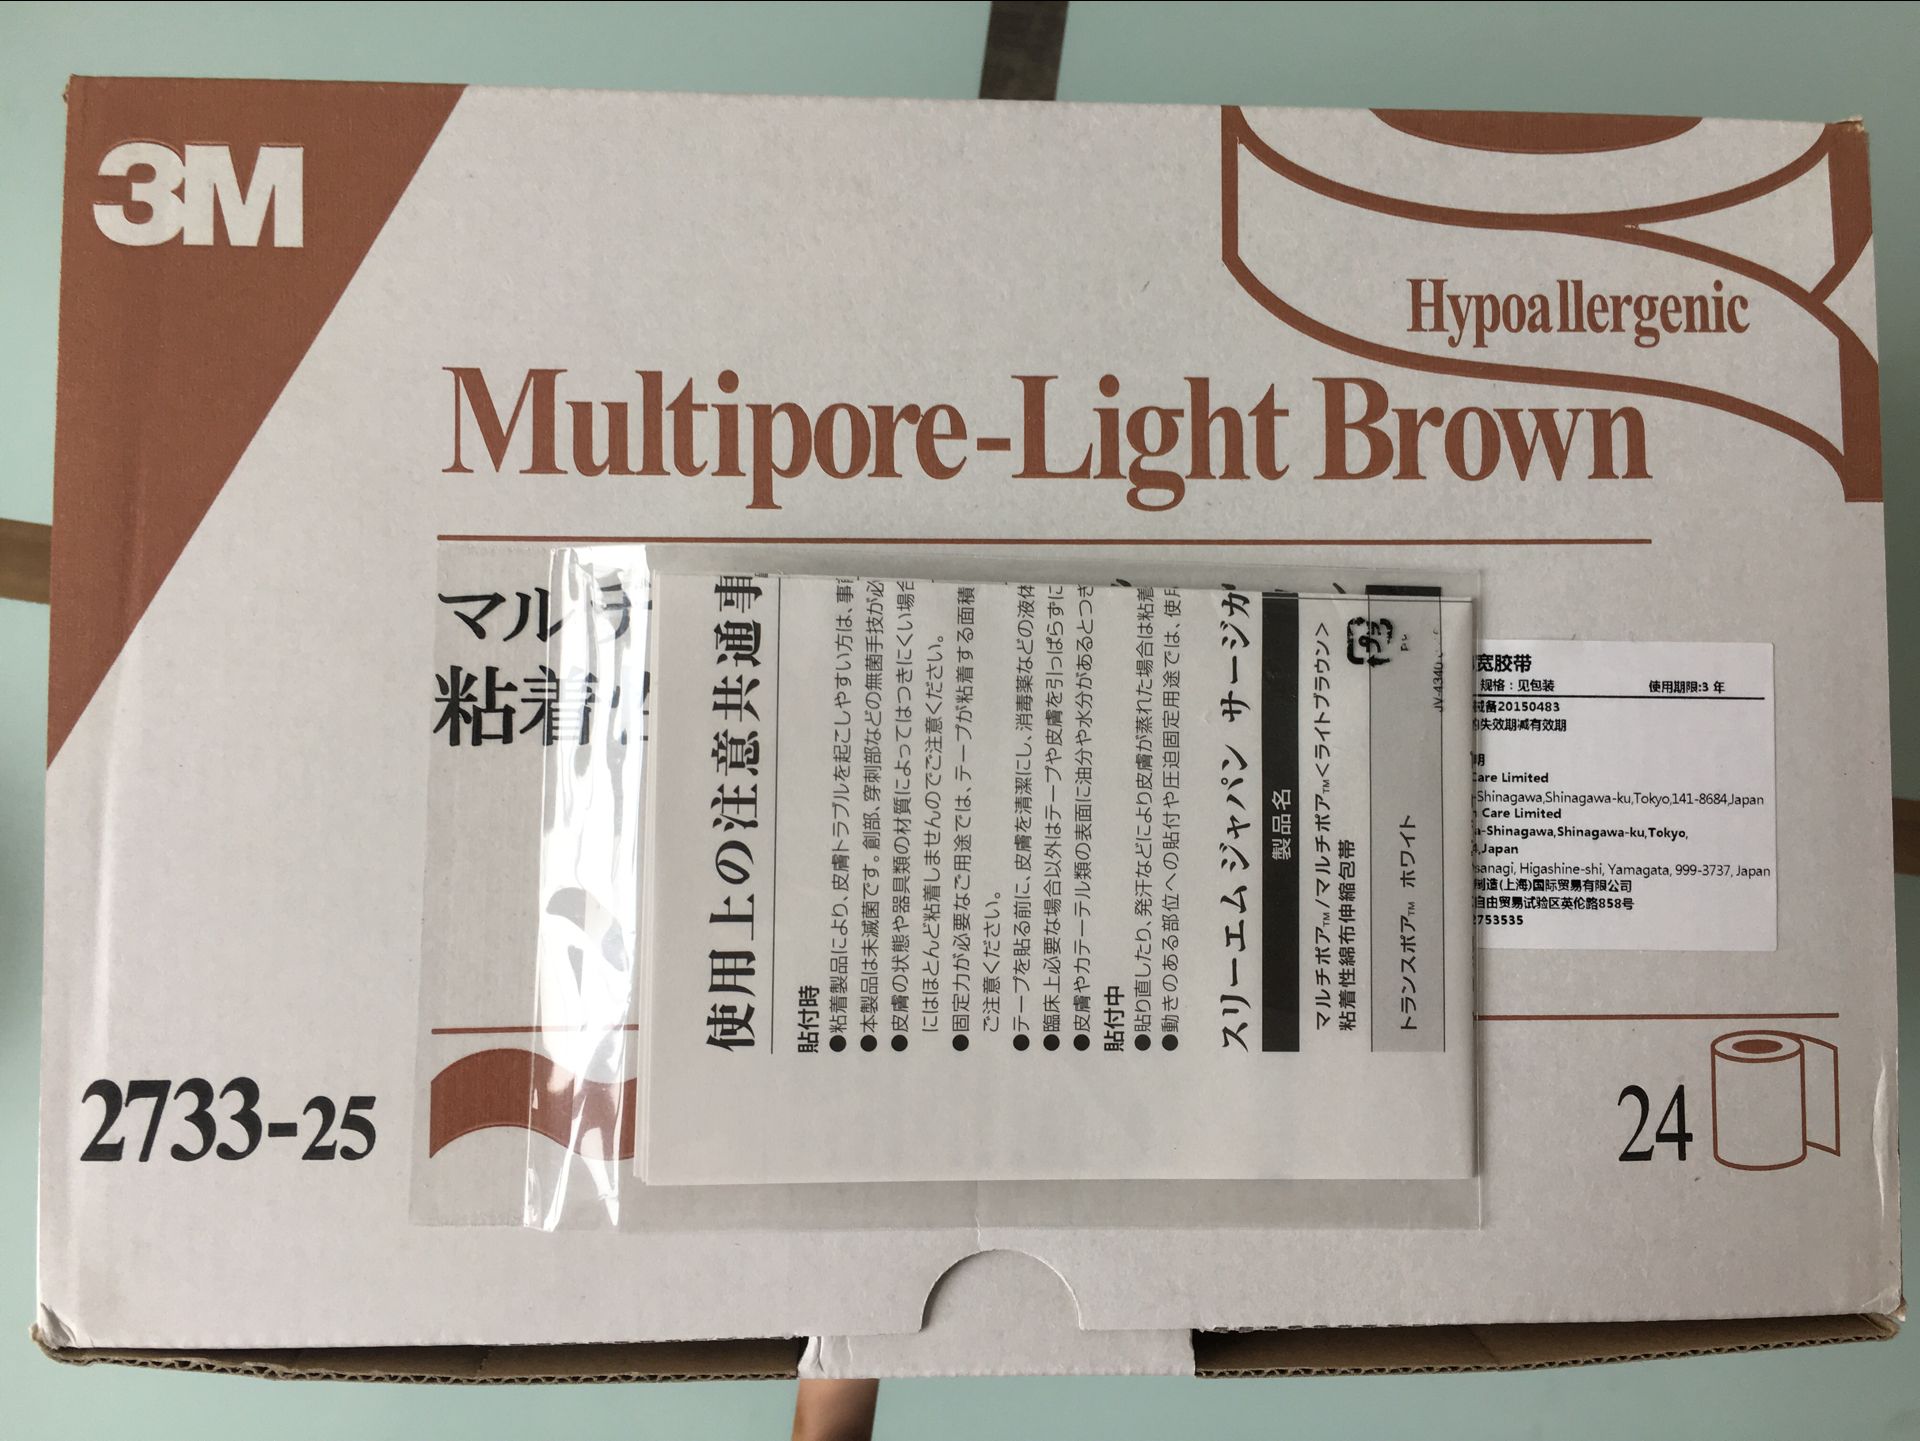 3M
Hypoallergenic
Multipore-Light Brown
マルチ
粘着
使用上の注意共通事
貼付時
●粘着製品により、皮膚トラブルを起こしやすい方は、事前
●本製品は未滅菌です。創部、穿刺部などの無菌手技が必
●皮膚の状態や器具類の材質によってはつきにくい場合
にはほとんど粘着しませんのでご注意ください。
●固定力が必要なご用途では、テープが粘着する面積
ご注意ください。
●テープを貼る前に、皮膚を清潔にし、消毒薬などの液体
●臨床上必要な場合以外はテープや皮膚を引っぱらずに
●皮膚やカテーテル類の表面に油分や水分があるとつき
貼付中
●貼り直したり、発汗などにより皮膚が蒸れた場合は粘着
●動きのある部位への貼付や圧迫固定用途では、使用
スリーエム ジャパン サージカ
製品名
マルチポア™/マルチポア™<ライトブラウン>
粘着性綿布伸縮包帯
トランスポア™ ホワイト
JV-4340
宽胶带
规格:见包装 使用期限:3 年
械备20150483
失效期减有效期
明
Care Limited
-Shinagawa,Shinagawa-ku,Tokyo,141-8684,Japan
Care Limited
a-Shinagawa,Shinagawa-ku,Tokyo,
4,Japan
osanagi, Higashine-shi, Yamagata, 999-3737, Japan
制造(上海)国际贸易有限公司
自由贸易试验区英伦路858号
2753535
2733-25
24